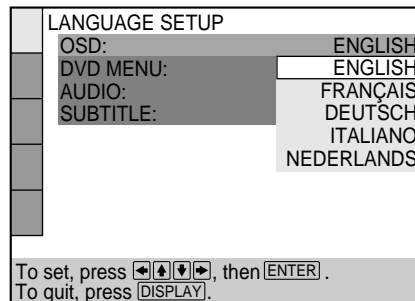 LANGUAGE SETUP
OSD: ENGLISH
DVD MENU: ENGLISH
AUDIO: FRANÇAIS
SUBTITLE: DEUTSCH
ITALIANO
NEDERLANDS
To set, press ←↑↓→, then ENTER .
To quit, press DISPLAY.